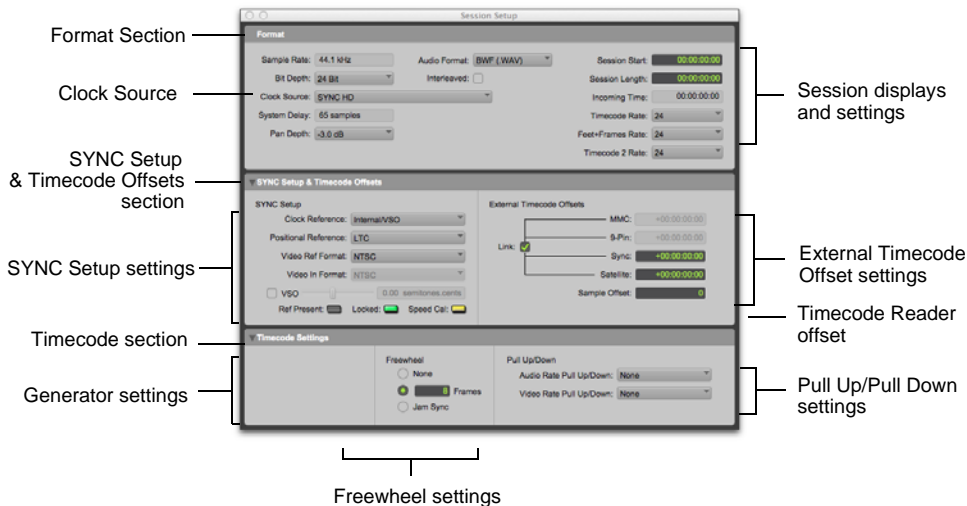 Session Setup
Format Section
Format
Sample Rate: 44.1 kHz
Audio Format: BWF (.WAV)
Session Start: 00:00:00:00
Bit Depth: 24 Bit
Interleaved:
Session Length: 00:00:00:00
Clock Source
Clock Source: SYNC HD
Incoming Time: 00:00:00:00
Session displays
and settings
System Delay: 65 samples
Timecode Rate: 24
Pan Depth: -3.0 dB
Feet+Frames Rate: 24
Timecode 2 Rate: 24
SYNC Setup
& Timecode Offsets
section
SYNC Setup & Timecode Offsets
SYNC Setup
External Timecode Offsets
Clock Reference: Internal/VSO
MMC: +00:00:00:00
Positional Reference: LTC
9-Pin: +00:00:00:00
Link:
Video Ref Format: NTSC
Sync: +00:00:00:00
SYNC Setup settings
External Timecode
Offset settings
Video In Format: NTSC
Satellite: +00:00:00:00
VSO 0.00 semitones.cents
Sample Offset: 0
Ref Present: Locked: Speed Cal:
Timecode Reader
offset
Timecode section
Timecode Settings
Freewheel
Pull Up/Down
None
Audio Rate Pull Up/Down: None
Generator settings
8 Frames
Video Rate Pull Up/Down: None
Pull Up/Pull Down
settings
Jam Sync
Freewheel settings